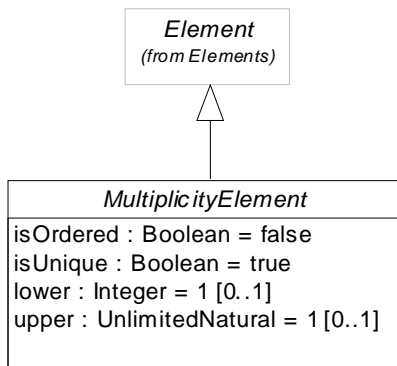 Element
(from Elements)
MultiplicityElement
isOrdered : Boolean = false
isUnique : Boolean = true
lower : Integer = 1 [0..1]
upper : UnlimitedNatural = 1 [0..1]